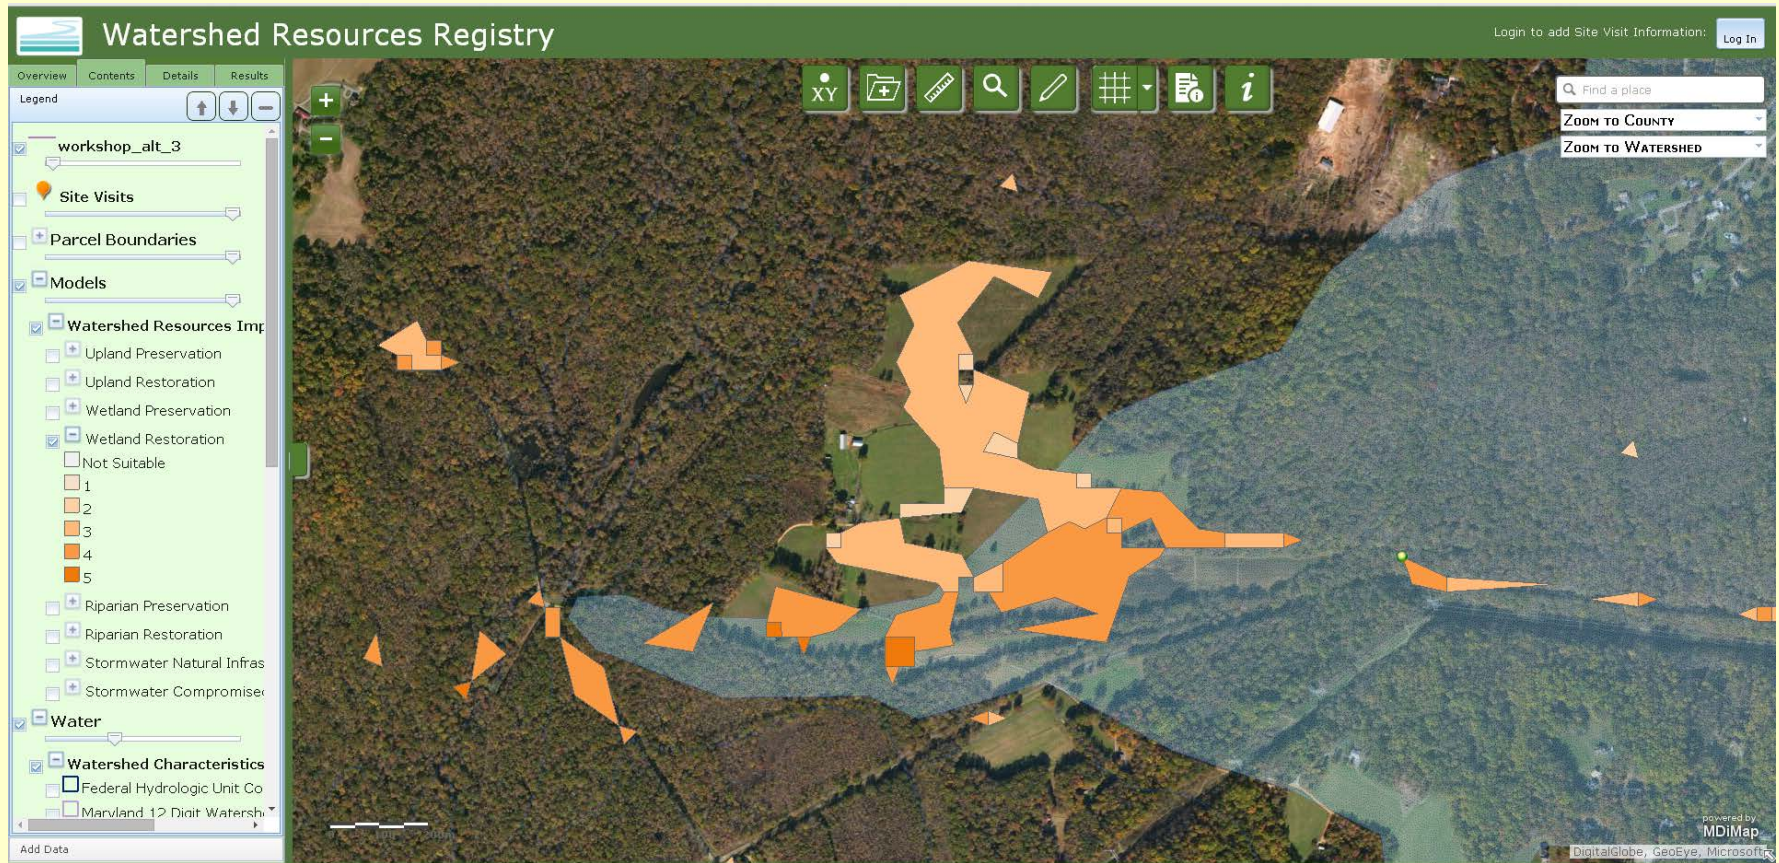 Watershed Resources Registry
Login to add Site Visit Information:
Log In
Overview
Contents
Details
Results
Legend
workshop_alt_3
Site Visits
Parcel Boundaries
Models
Watershed Resources Imp
Upland Preservation
Upland Restoration
Wetland Preservation
Wetland Restoration
Not Suitable
1
2
3
4
5
Riparian Preservation
Riparian Restoration
Stormwater Natural Infras
Stormwater Compromised
Water
Watershed Characteristics
Federal Hydrologic Unit Co
Maryland 12 Digit Watersh
Add Data
XY
i
Find a place
Zoom to County
Zoom to Watershed
powered by
MDiMap
DigitalGlobe, GeoEye, Microsoft